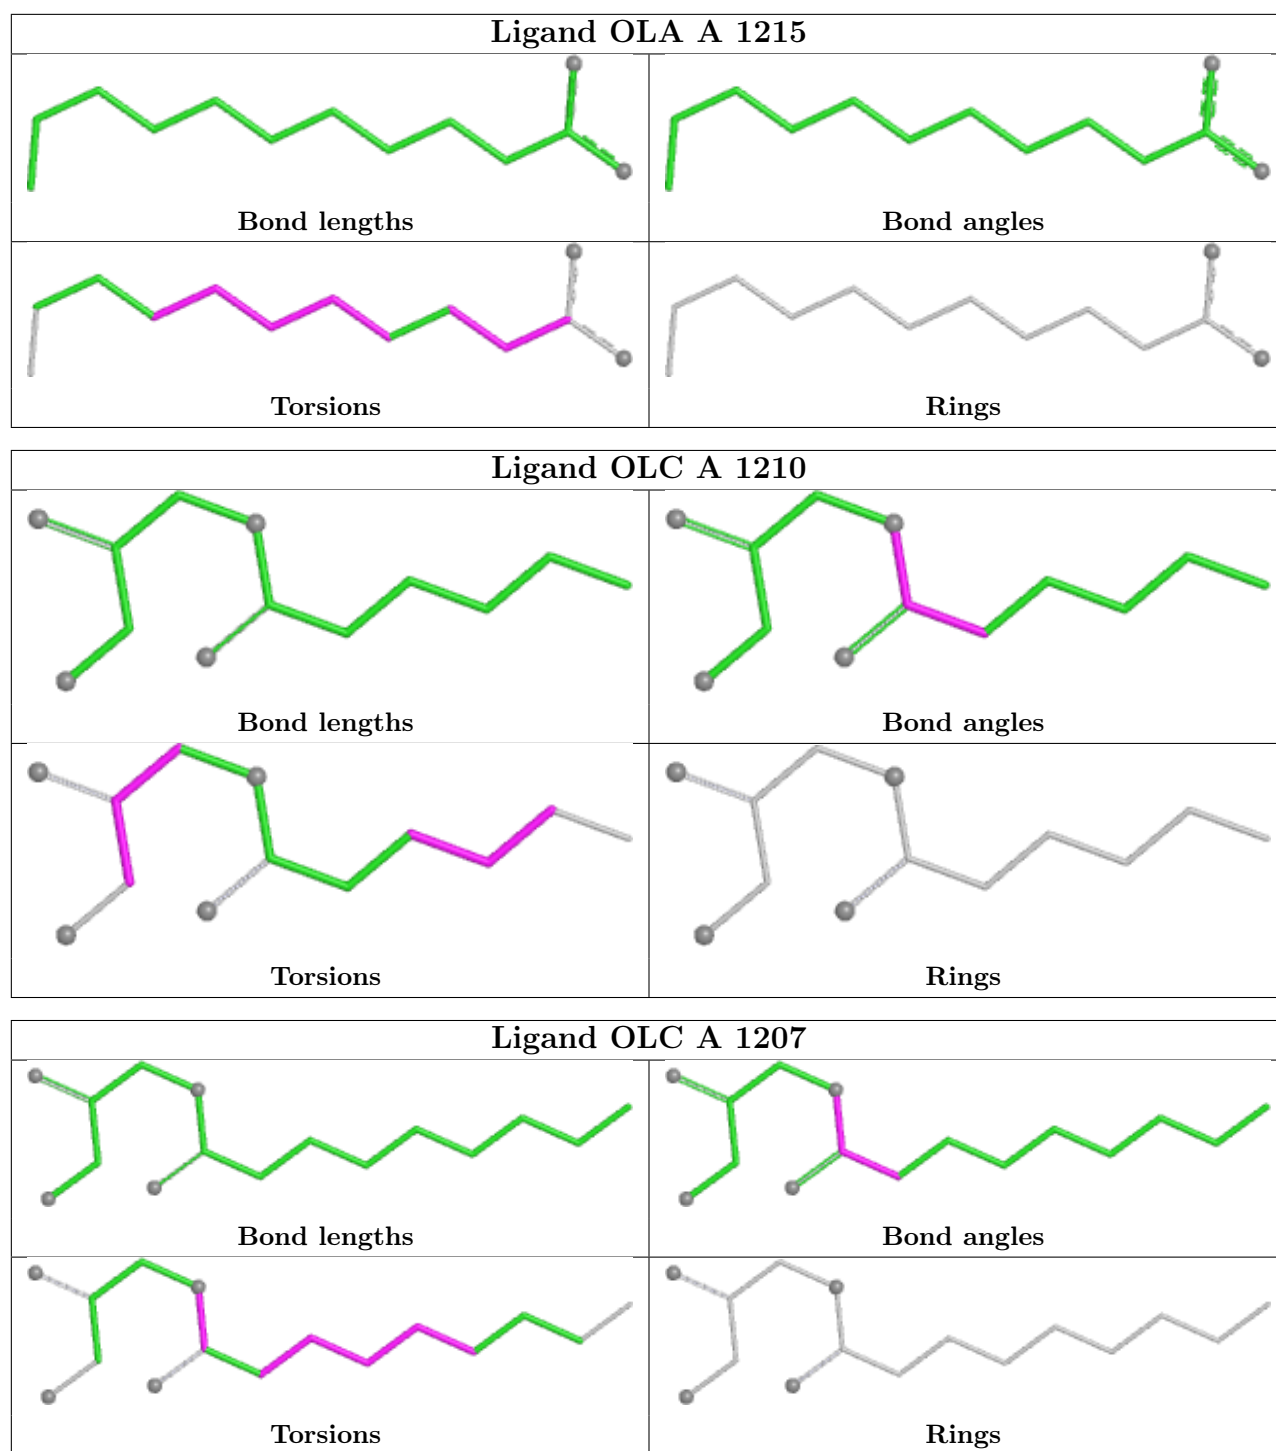 Ligand OLA A 1215
Bond lengths
Bond angles
Torsions
Rings
Ligand OLC A 1210
Bond lengths
Bond angles
Torsions
Rings
Ligand OLC A 1207
Bond lengths
Bond angles
Torsions
Rings